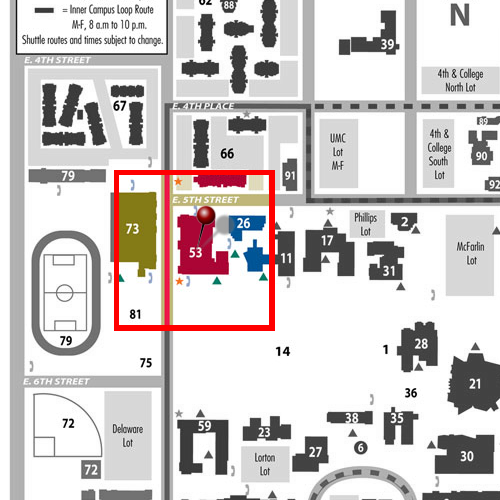 = Inner Campus Loop Route
M-F, 8 a.m to 10 p.m.
Shuttle routes and times subject to change.
62
88
N
39
E. 4TH STREET
4th & College
North Lot
67
E. 4TH PLACE
UMC
Lot
M-F
4th &
College
South
Lot
89
90
66
79
91
92
E. 5TH STREET
73
26
53
11
17
Phillips
Lot
2
31
McFarlin
Lot
81
79
75
14
1
28
21
36
E. 6TH STREET
72
Delaware
Lot
59
23
38
35
6
72
Lorton
Lot
27
30